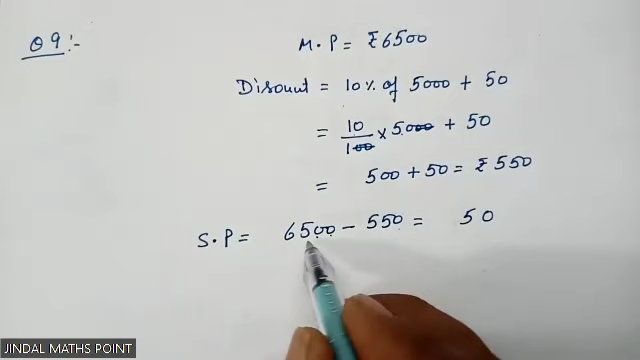 Q9:-
M.P = ₹6500
Disount = 10% of 5000 + 50
= 10/100 × 5000 + 50
= 500 + 50 = ₹550
S.P = 6500 - 550 = 50
JINDAL MATHS POINT